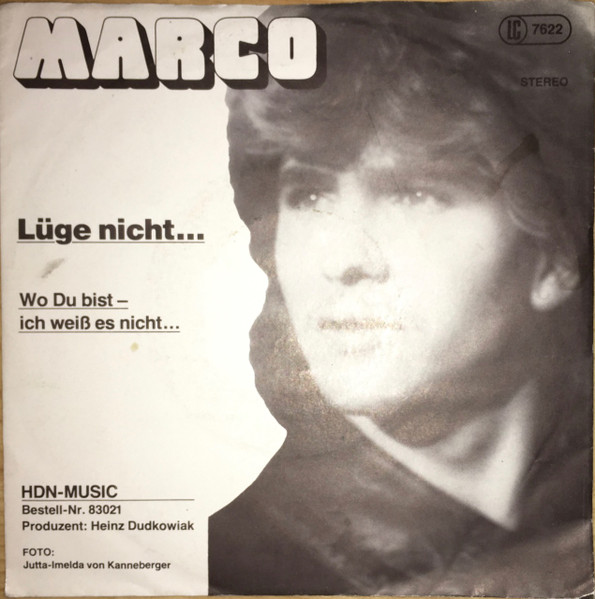 MARCO
LC 7622
STEREO
Lüge nicht...
Wo Du bist –
ich weiß es nicht...
HDN-MUSIC
Bestell-Nr. 83021
Produzent: Heinz Dudkowiak
FOTO:
Jutta-Imelda von Kanneberger